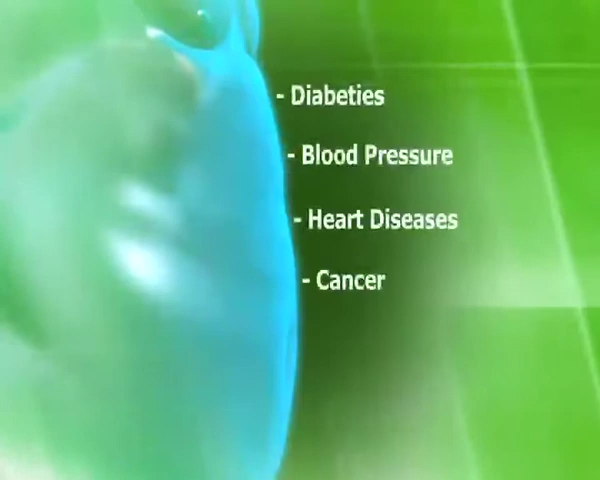 - Diabeties
- Blood Pressure
- Heart Diseases
- Cancer